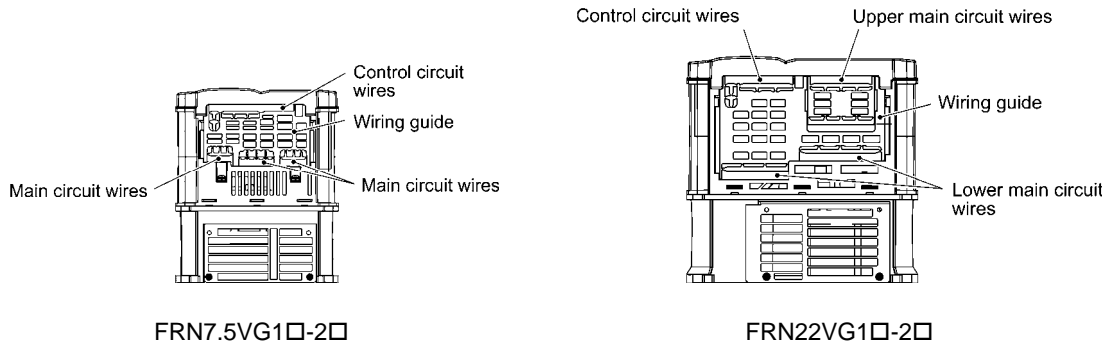 Control circuit
wires
Wiring guide
Main circuit wires
Main circuit wires
FRN7.5VG1□-2□
Control circuit wires
Upper main circuit wires
Wiring guide
Lower main circuit
wires
FRN22VG1□-2□